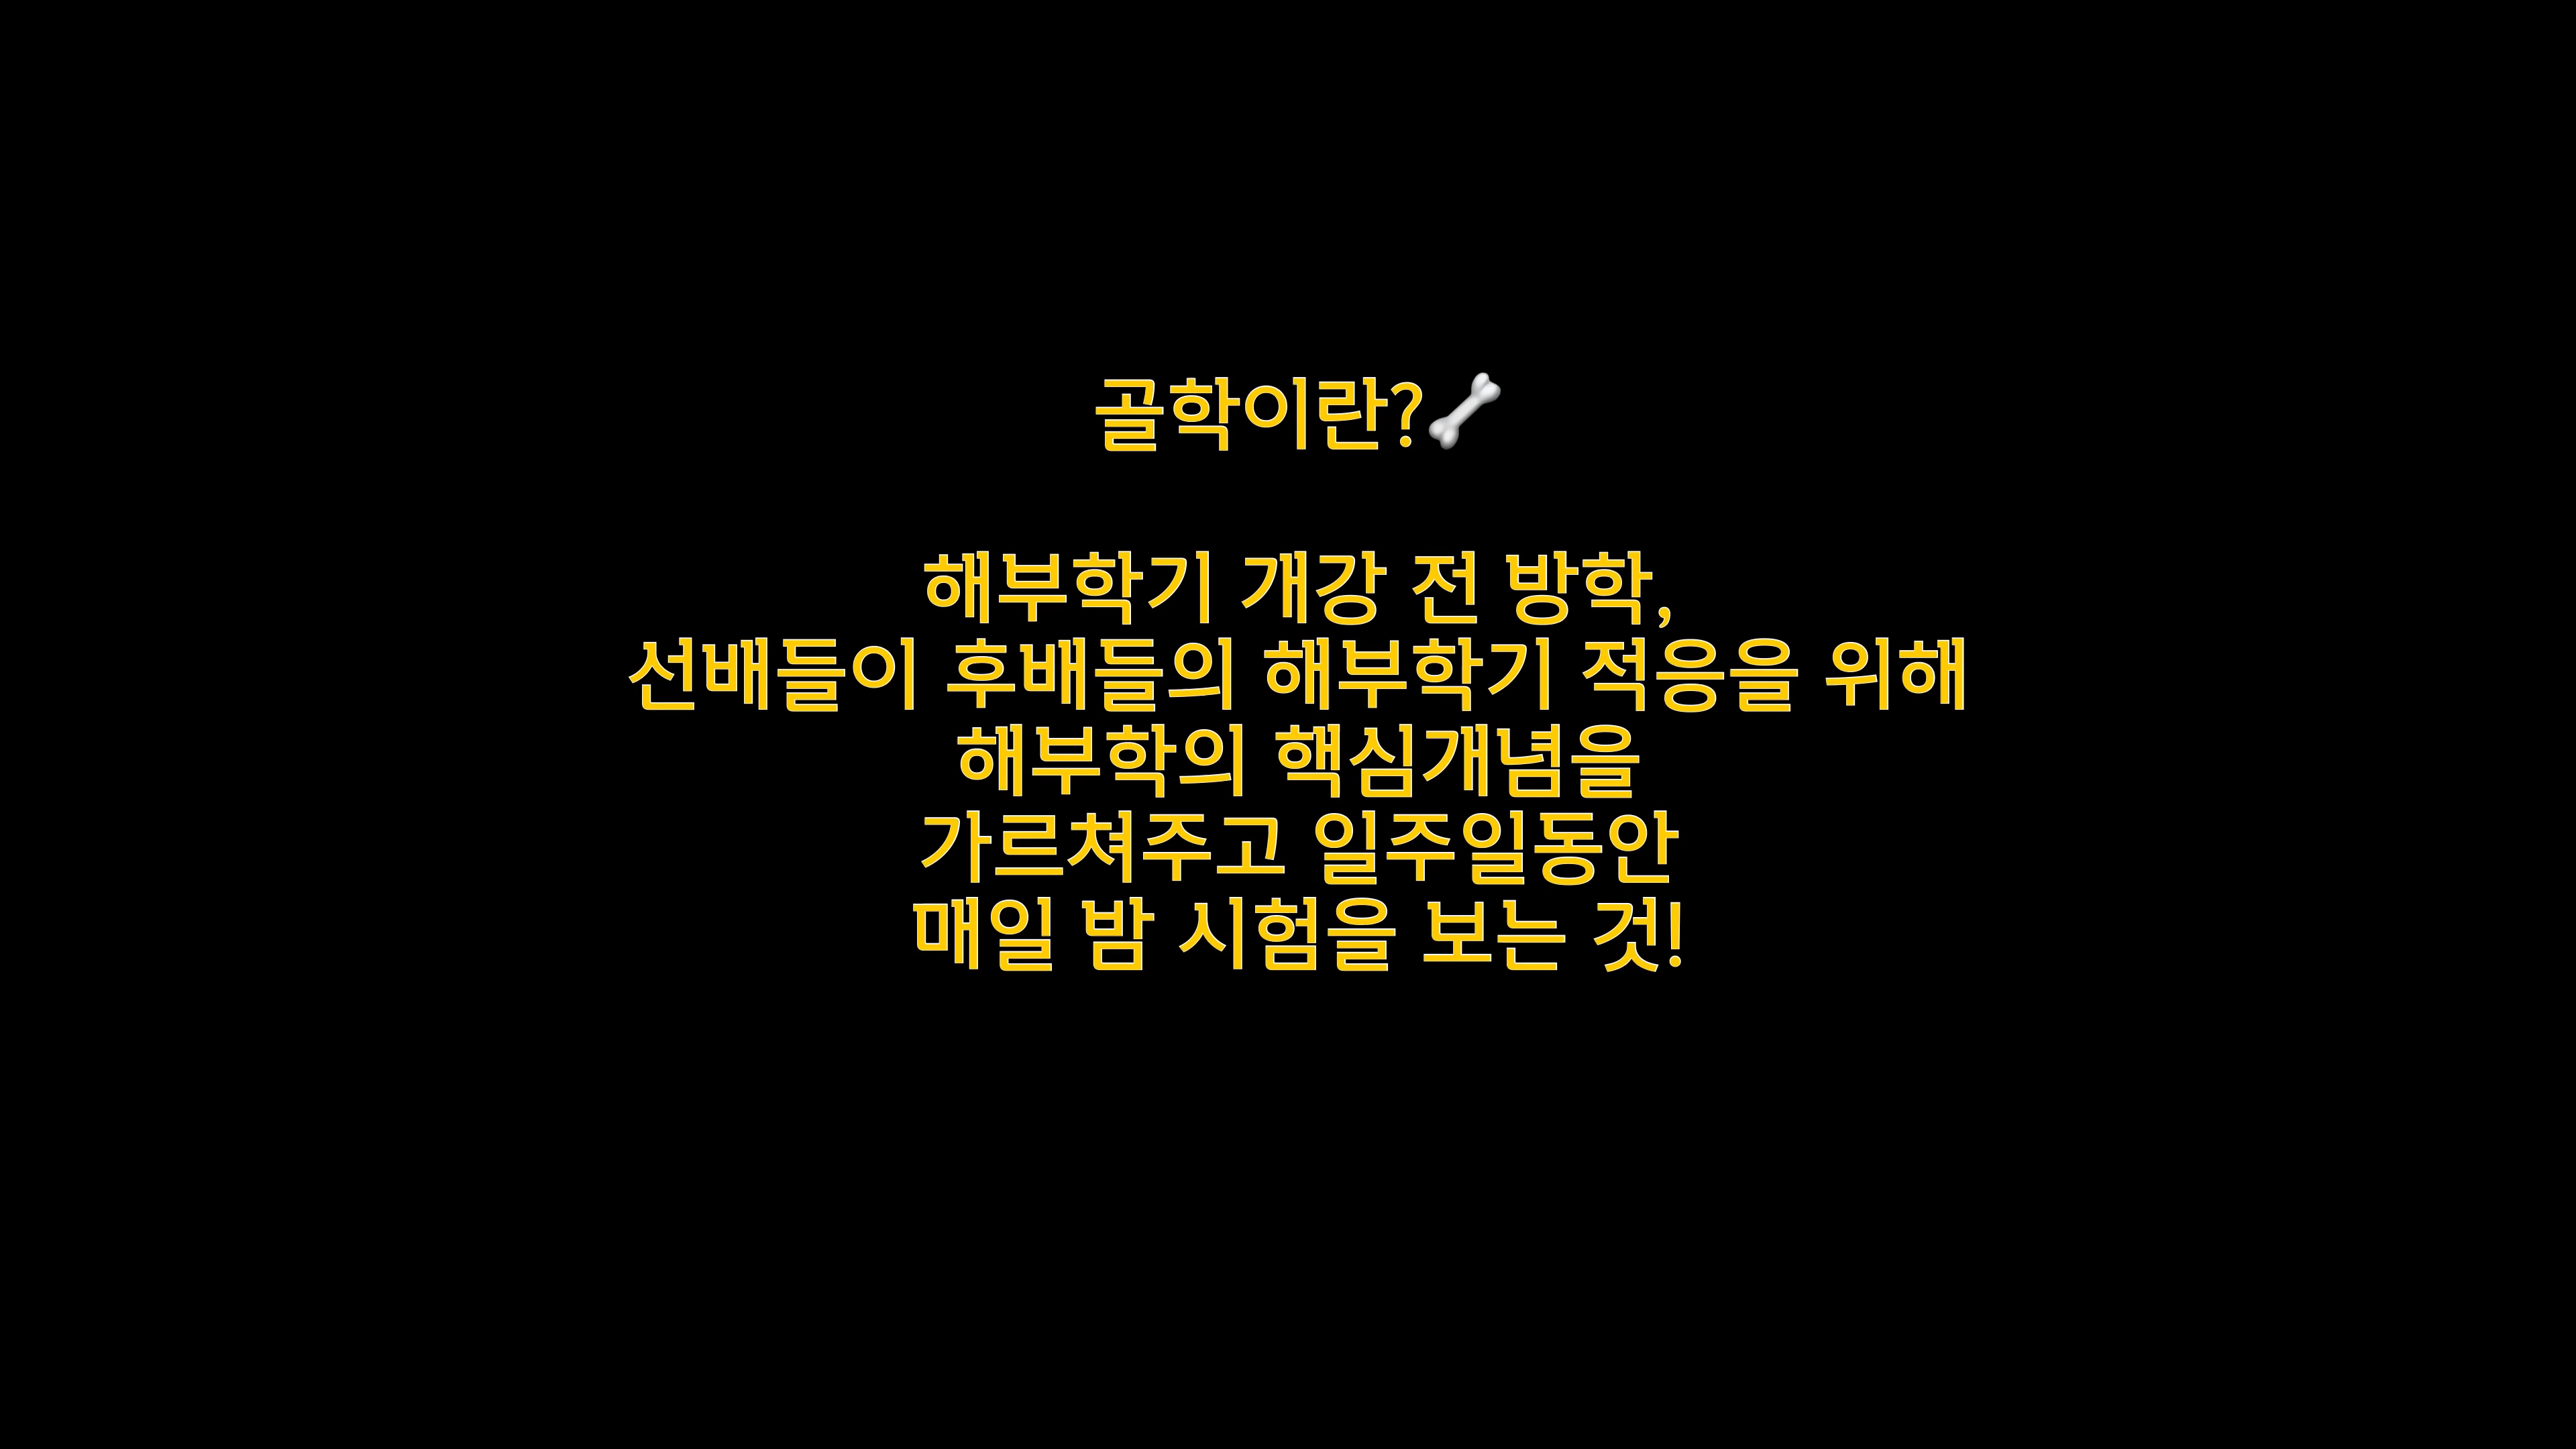 골학이란?🦴
해부학기 개강 전 방학,
선배들이 후배들의 해부학기 적응을 위해
해부학의 핵심개념을
가르쳐주고 일주일동안
매일 밤 시험을 보는 것!